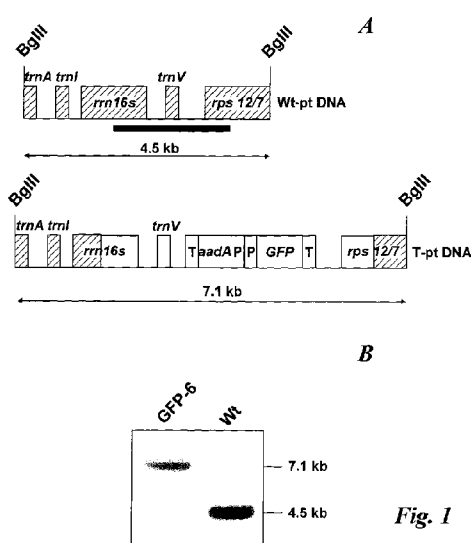 A
BglII BglII
trnA trnI trnV
rrn16s rps 12/7 Wt-pt DNA
4.5 kb
BglII BglII
trnA trnI trnV
rrn16s T aadA P P GFP T rps 12/7 T-pt DNA
7.1 kb
B
GFP-6 Wt
7.1 kb
4.5 kb
Fig. 1